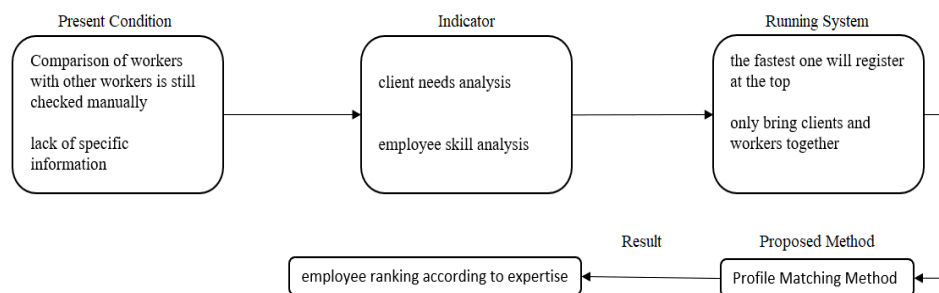 Present Condition
Comparison of workers
with other workers is still
checked manually
lack of specific
information
Indicator
client needs analysis
employee skill analysis
Running System
the fastest one will register
at the top
only bring clients and
workers together
Proposed Method
Profile Matching Method
Result
employee ranking according to expertise